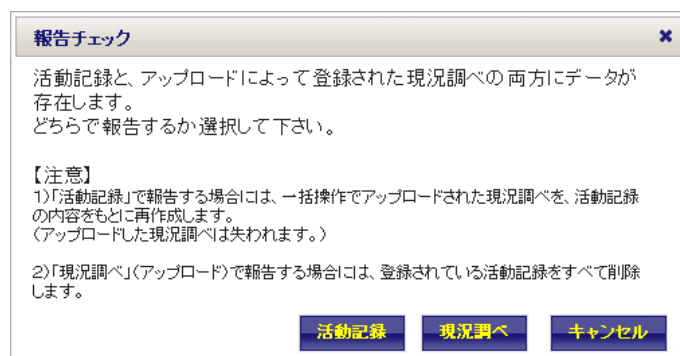 報告チェック
活動記録と、アップロードによって登録された現況調べの両方にデータが
存在します。
どちらで報告するか選択して下さい。
【注意】
1)「活動記録」で報告する場合には、一括操作でアップロードされた現況調べを、活動記録
の内容をもとに再作成します。
(アップロードした現況調べは失われます。)
2)「現況調べ」(アップロード)で報告する場合には、登録されている活動記録をすべて削除
します。
活動記録 現況調べ キャンセル